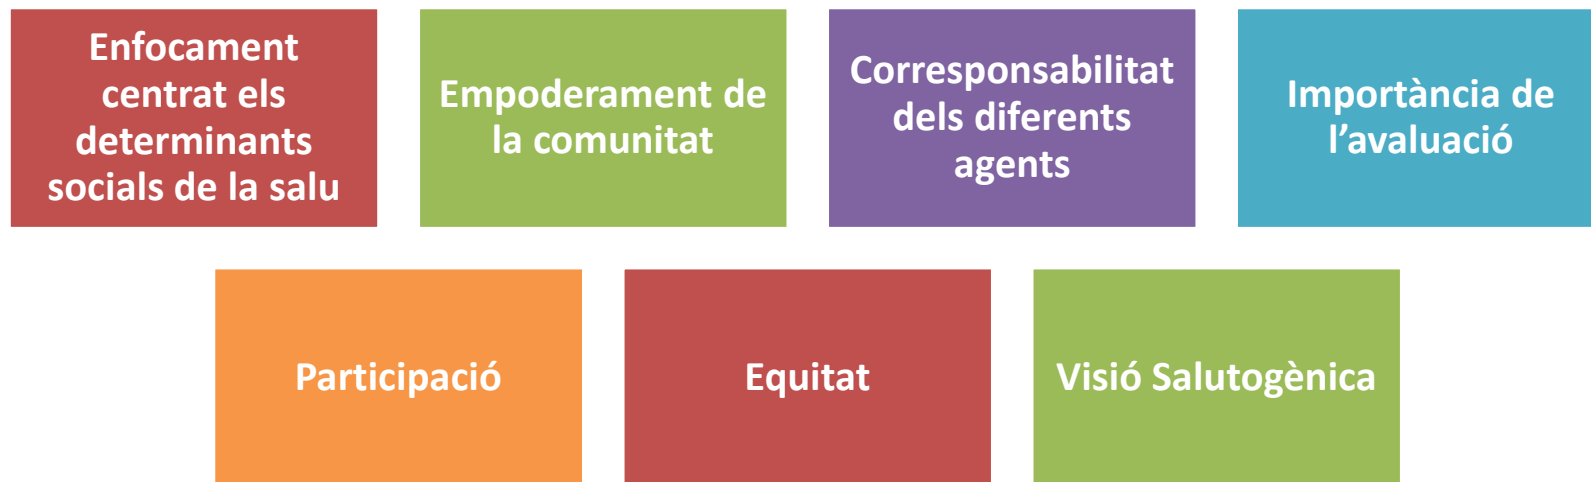 Enfocament
centrat els
determinants
socials de la salu
Empoderament de
la comunitat
Corresponsabilitat
dels diferents
agents
Importància de
l’avaluació
Participació
Equitat
Visió Salutogènica